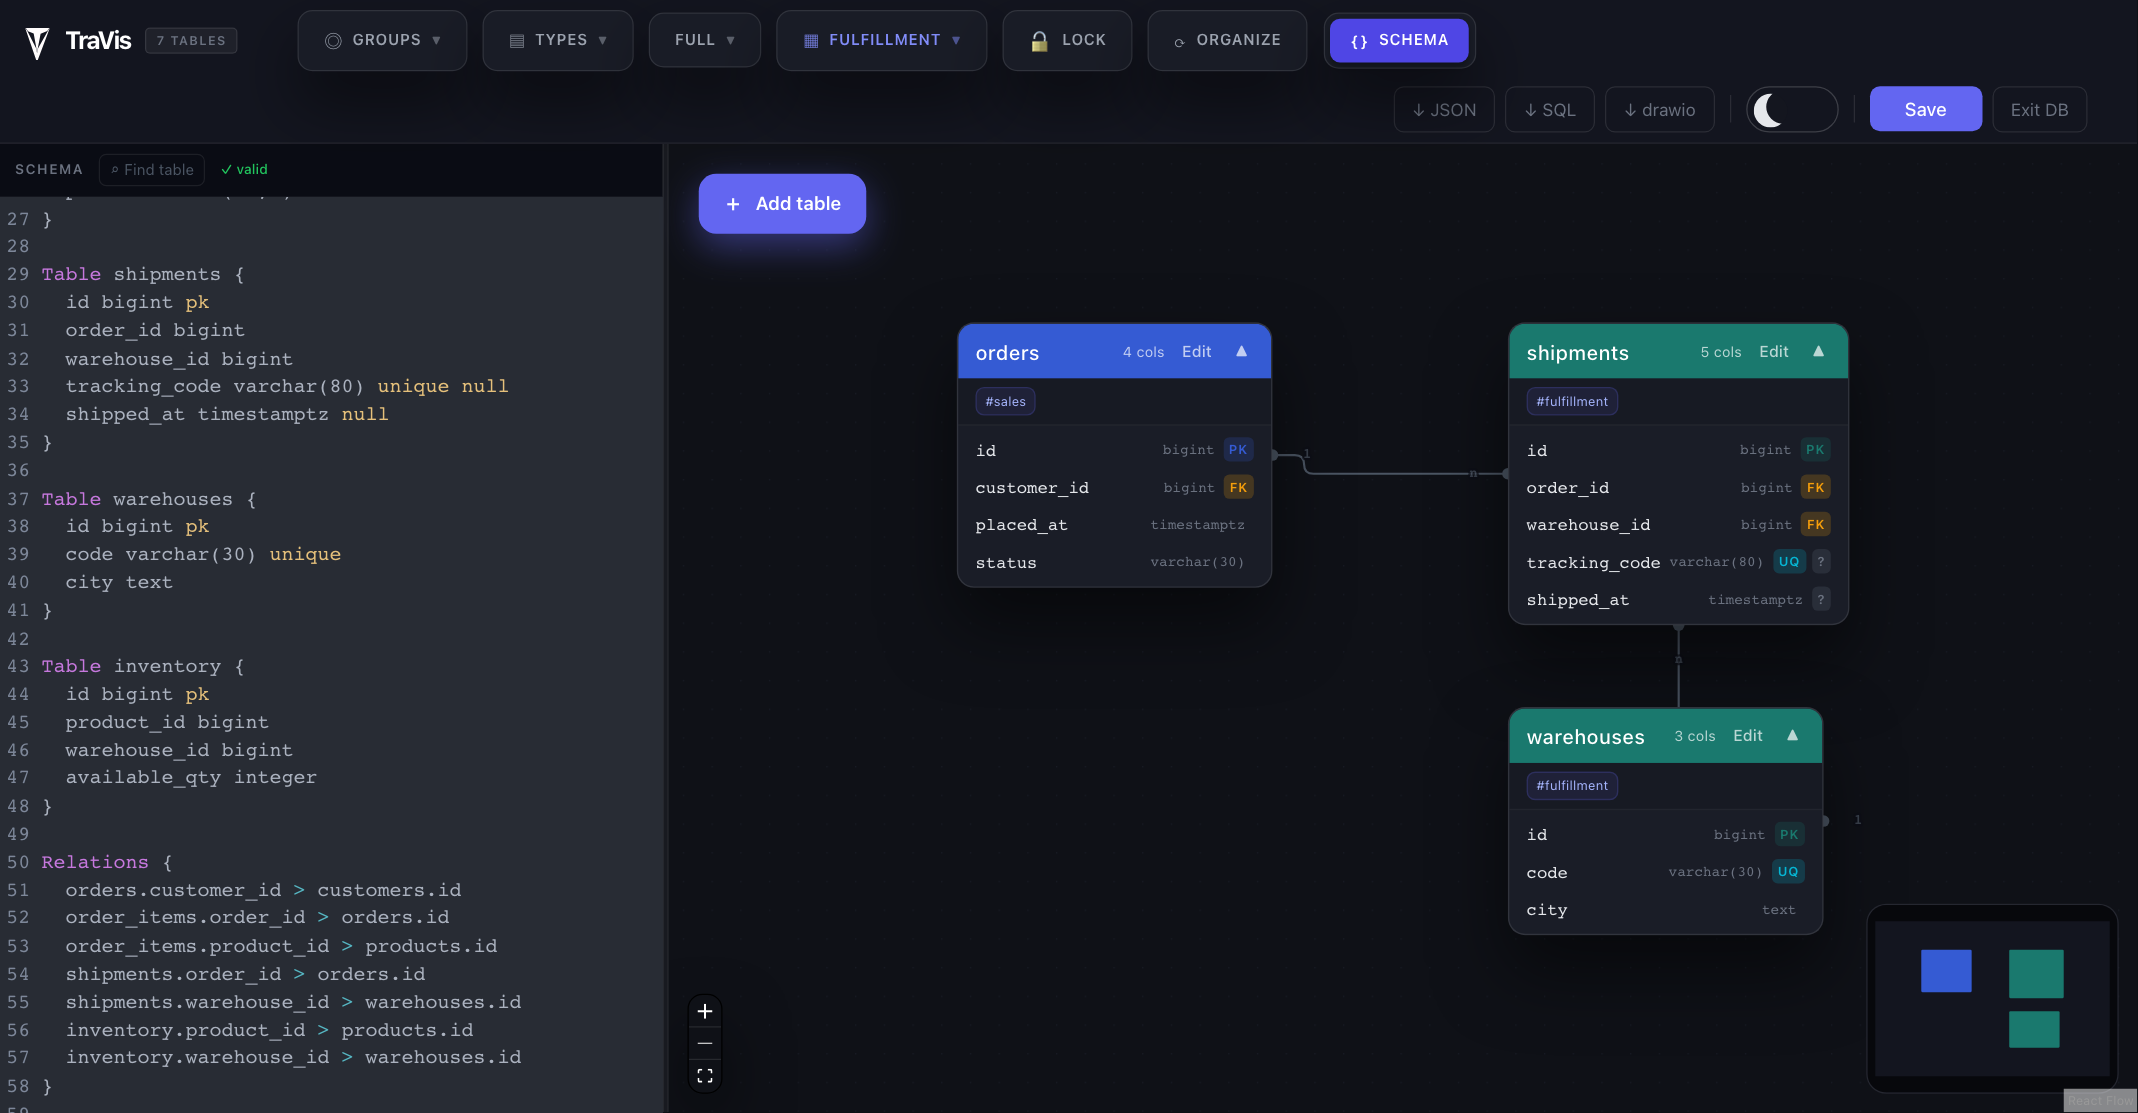 TraVis
7 TABLES
GROUPS
TYPES
FULL
FULFILLMENT
LOCK
ORGANIZE
{} SCHEMA
↓ JSON
↓ SQL
↓ drawio
Save
Exit DB
SCHEMA
Find table
✓ valid
27 }
28
29 Table shipments {
30   id bigint pk
31   order_id bigint
32   warehouse_id bigint
33   tracking_code varchar(80) unique null
34   shipped_at timestamptz null
35 }
36
37 Table warehouses {
38   id bigint pk
39   code varchar(30) unique
40   city text
41 }
42
43 Table inventory {
44   id bigint pk
45   product_id bigint
46   warehouse_id bigint
47   available_qty integer
48 }
49
50 Relations {
51   orders.customer_id > customers.id
52   order_items.order_id > orders.id
53   order_items.product_id > products.id
54   shipments.order_id > orders.id
55   shipments.warehouse_id > warehouses.id
56   inventory.product_id > products.id
57   inventory.warehouse_id > warehouses.id
58 }
+ Add table
orders 4 cols Edit ▲
#sales
id bigint PK
customer_id bigint FK
placed_at timestamptz
status varchar(30)
1
n
shipments 5 cols Edit ▲
#fulfillment
id bigint PK
order_id bigint FK
warehouse_id bigint FK
tracking_code varchar(80) UQ ?
shipped_at timestamptz ?
n
warehouses 3 cols Edit ▲
#fulfillment
id bigint PK
code varchar(30) UQ
city text
1
React Flow